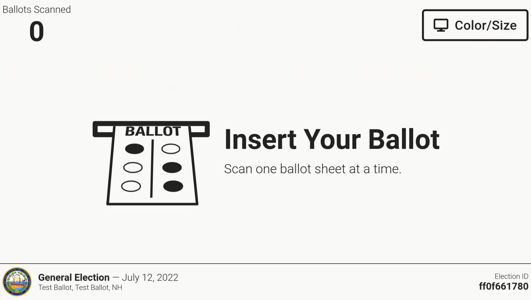 Ballots Scanned
0
Color/Size
BALLOT
Insert Your Ballot
Scan one ballot sheet at a time.
General Election — July 12, 2022
Test Ballot, Test Ballot, NH
Election ID
ff0f661780